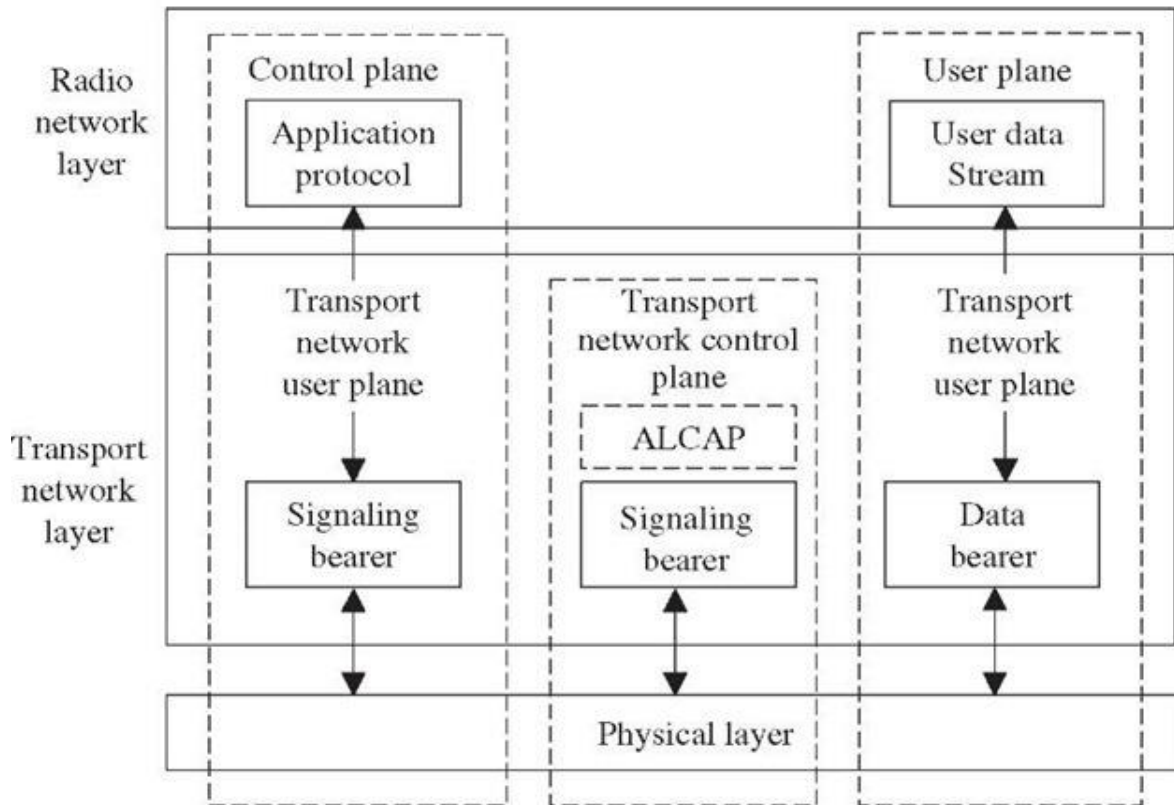 Radio
network
layer
Control plane
Application
protocol
User plane
User data
Stream
Transport
network
layer
Transport
network
user plane
Signaling
bearer
Transport
network control
plane
ALCAP
Signaling
bearer
Transport
network
user plane
Data
bearer
Physical layer